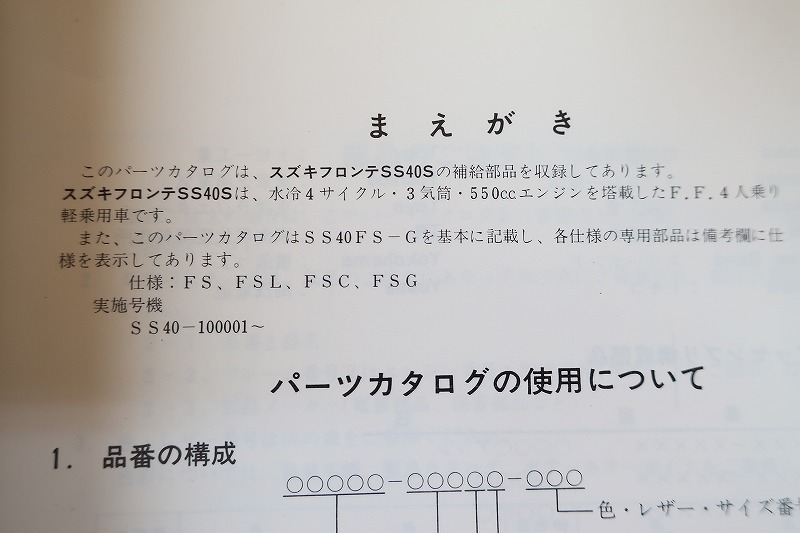 まえがき
このパーツカタログは、スズキフロンテSS40Sの補給部品を収録してあります。
スズキフロンテSS40Sは、水冷4サイクル・3気筒・550ccエンジンを塔載したF.F.4人乗り
軽乗用車です。
また、このパーツカタログはSS40FS-Gを基本に記載し、各仕様の専用部品は備考欄に仕
様を表示してあります。
仕様：FS、FSL、FSC、FSG
実施号機
SS40-100001～
パーツカタログの使用について
1. 品番の構成
○○○○○-○○○○○-○○○
色・レザー・サイズ番